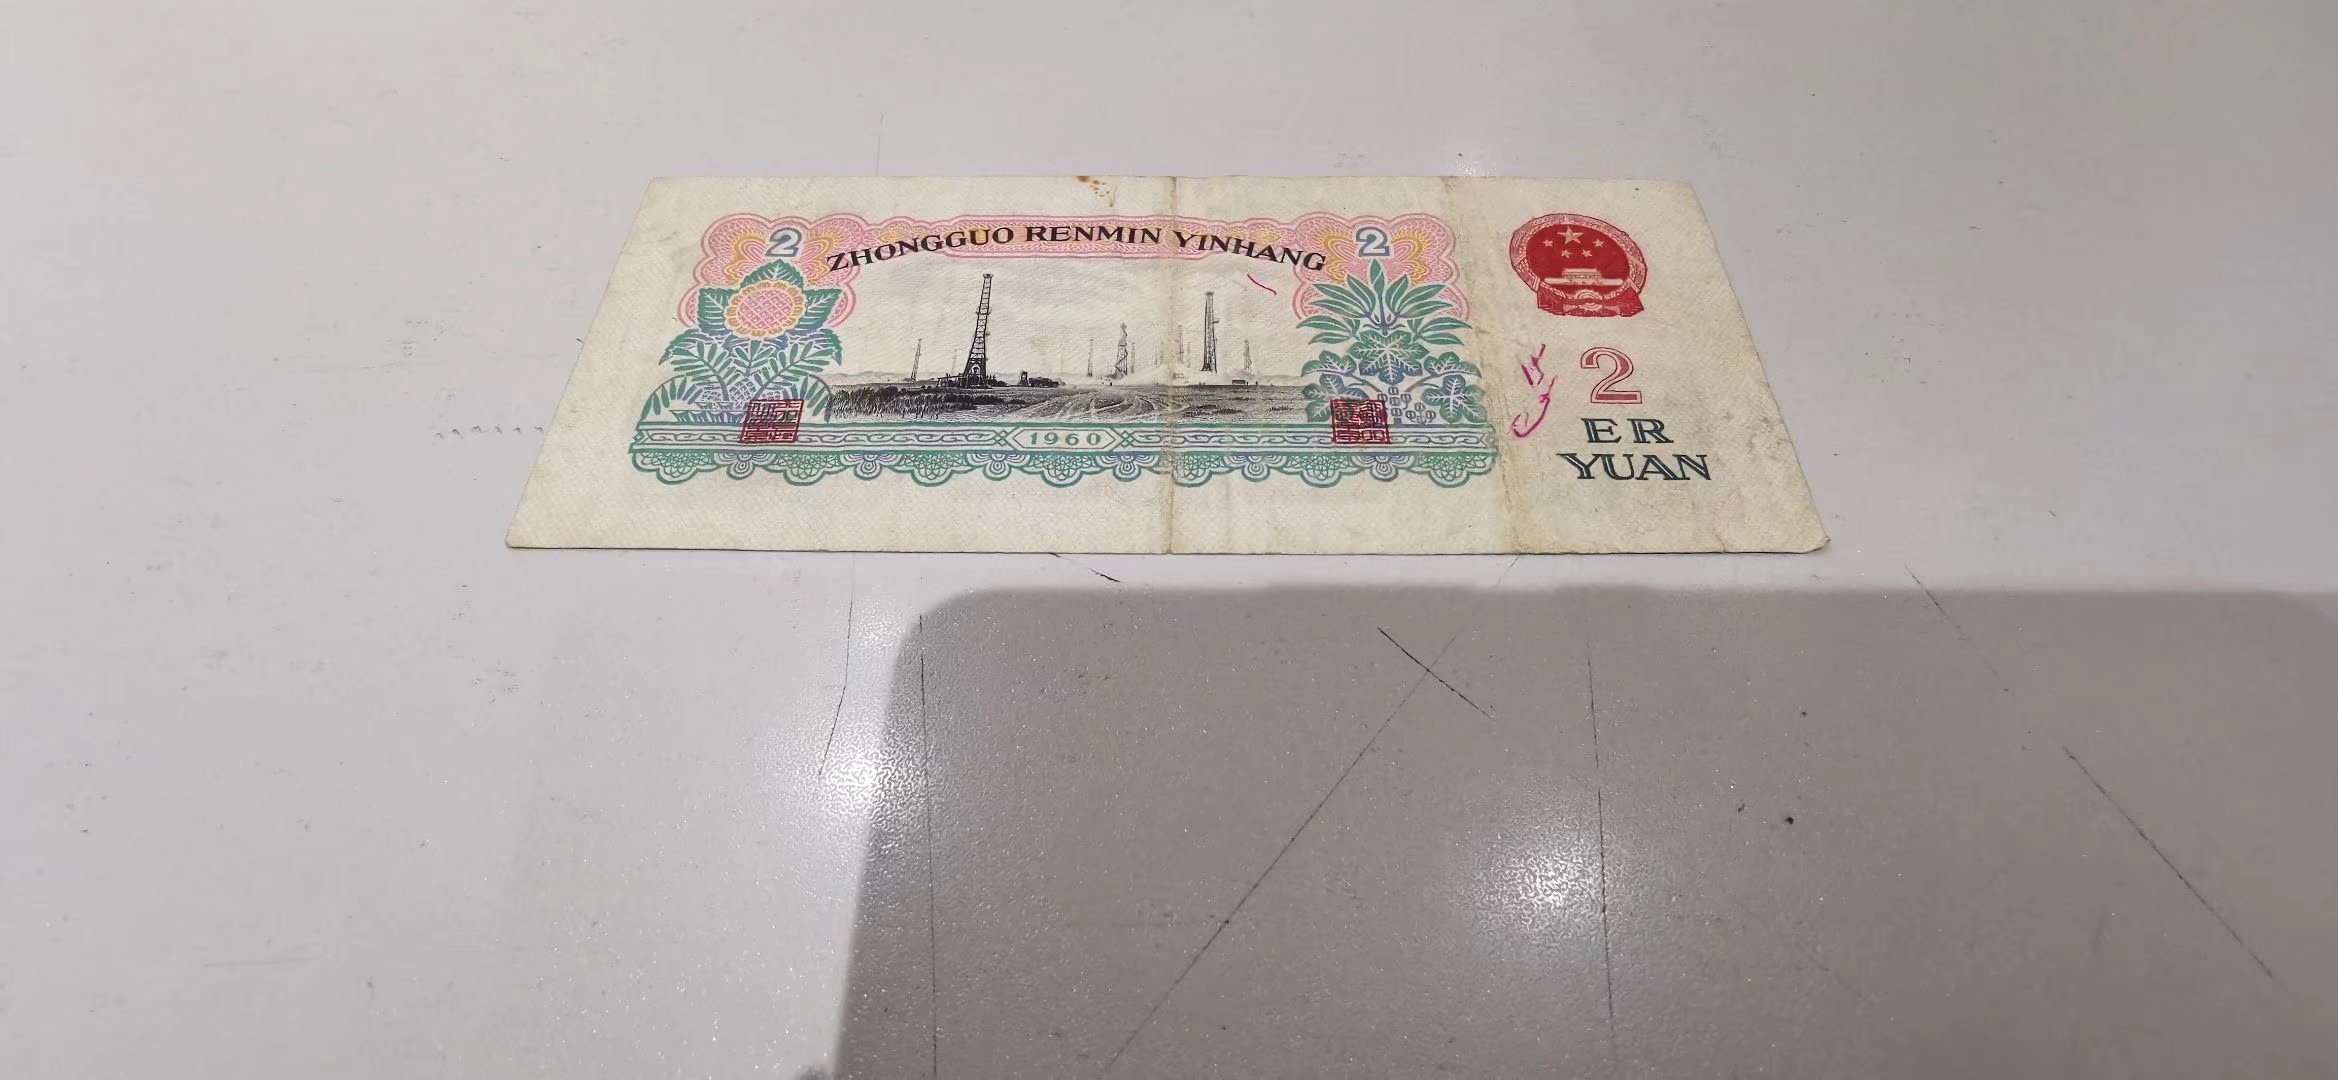 2 ZHONGGUO RENMIN YINHANG 2
1960
2
ER
YUAN